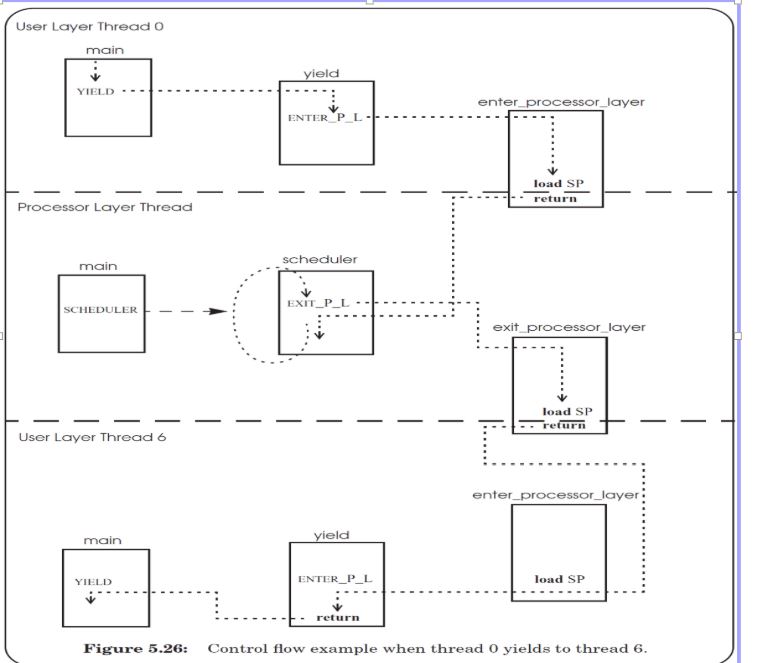 User Layer Thread 0
main
YIELD
yield
ENTER_P_L
enter_processor_layer
load SP
return
Processor Layer Thread
main
SCHEDULER
scheduler
EXIT_P_L
exit_processor_layer
load SP
return
User Layer Thread 6
main
YIELD
yield
ENTER_P_L
return
enter_processor_layer
load SP
Figure 5.26: Control flow example when thread 0 yields to thread 6.